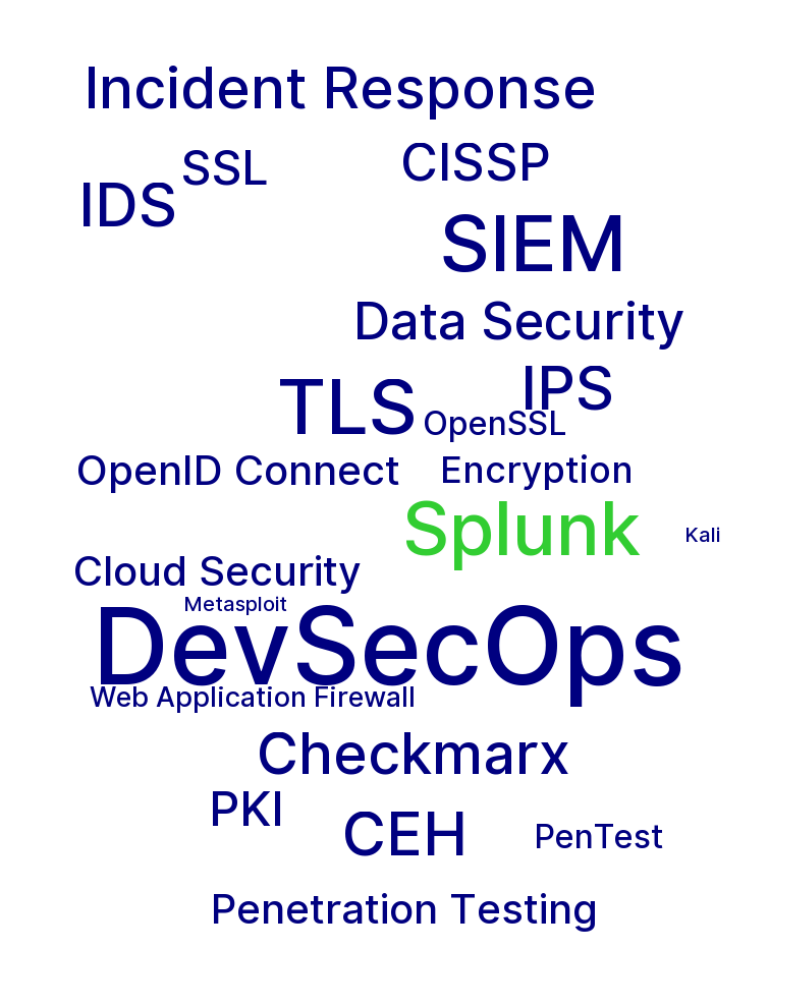 Incident Response
SSL
CISSP
IDS
SIEM
Data Security
IPS
TLS
OpenSSL
OpenID Connect
Encryption
Splunk
Kali
Cloud Security
Metasploit
DevSecOps
Web Application Firewall
Checkmarx
PKI
CEH
PenTest
Penetration Testing